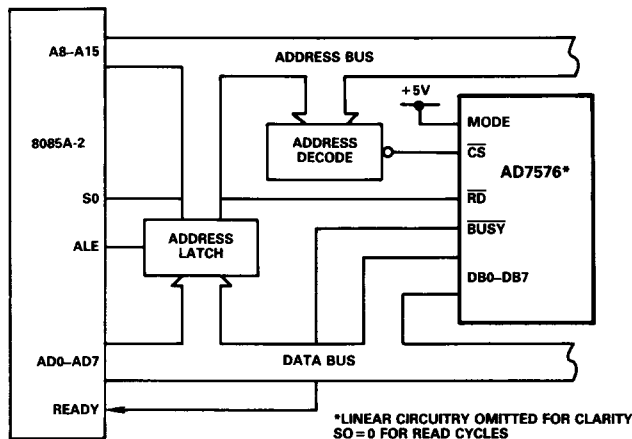 A8–A15
ADDRESS BUS
+5V
MODE
8085A-2
ADDRESS
DECODE
CS
AD7576*
S0
RD
ADDRESS
LATCH
BUSY
ALE
DB0–DB7
AD0–AD7
DATA BUS
READY
*LINEAR CIRCUITRY OMITTED FOR CLARITY
SO = 0 FOR READ CYCLES